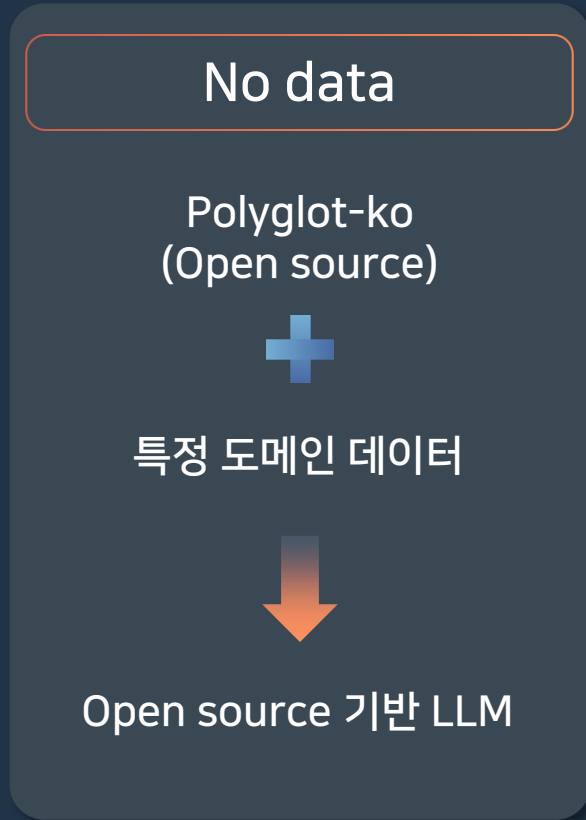 No data
Polyglot-ko
(Open source)
특정 도메인 데이터
Open source 기반 LLM